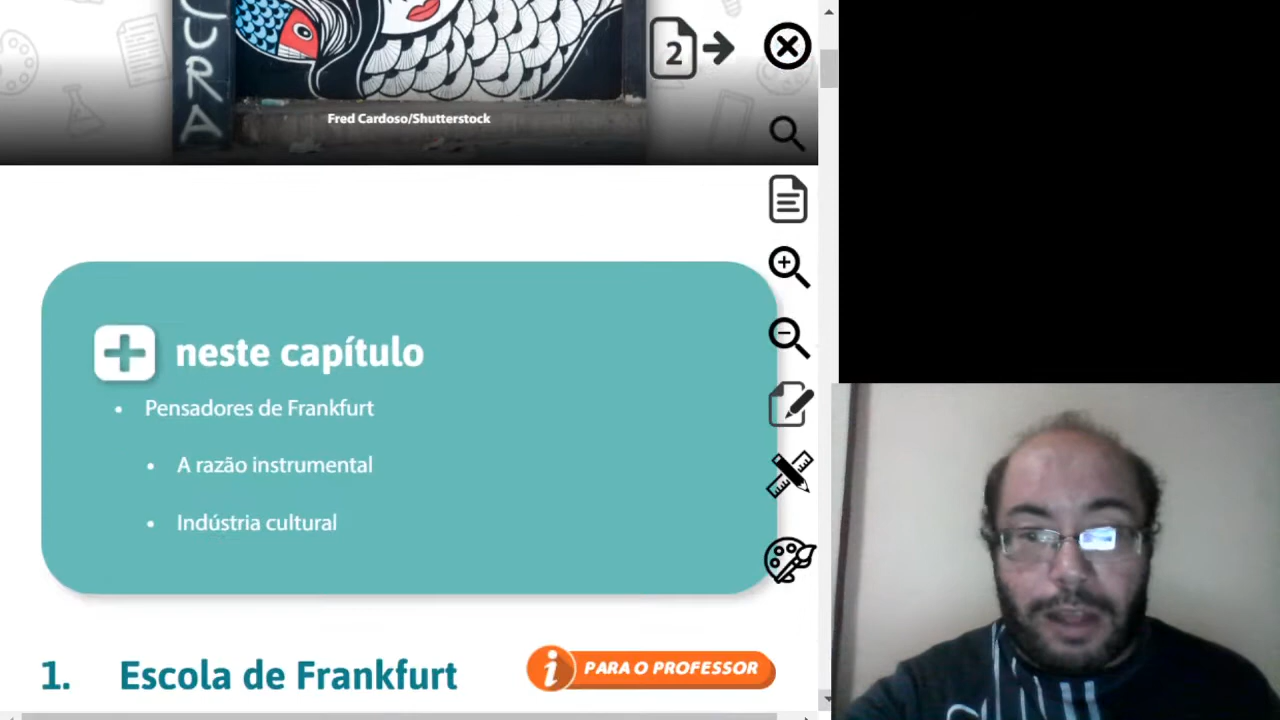 CURA
2
Fred Cardoso/Shutterstock
neste capítulo
• Pensadores de Frankfurt
• A razão instrumental
• Indústria cultural
1. Escola de Frankfurt
i PARA O PROFESSOR